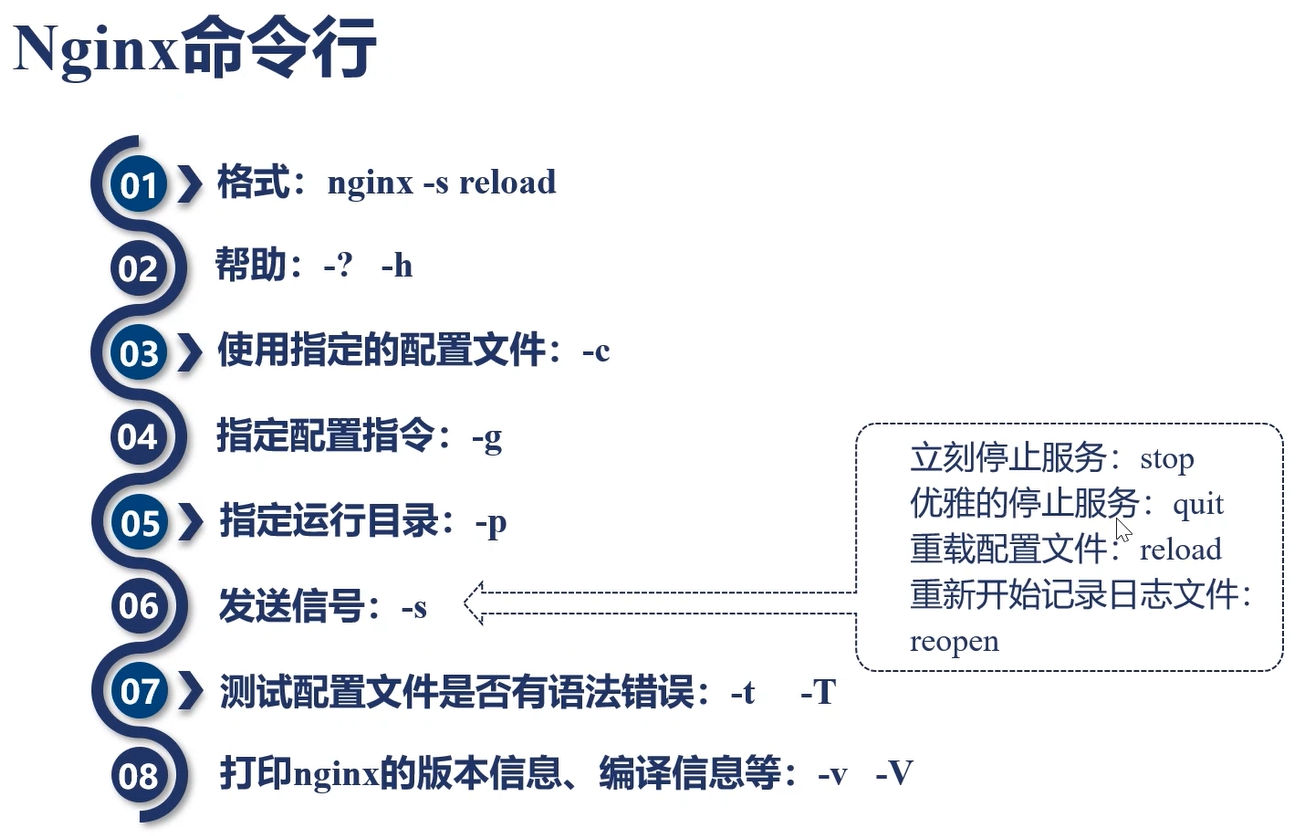 Nginx命令行
01 格式：nginx -s reload
02 帮助：-? -h
03 使用指定的配置文件：-c
04 指定配置指令：-g
05 指定运行目录：-p
06 发送信号：-s
立刻停止服务：stop
优雅的停止服务：quit
重载配置文件：reload
重新开始记录日志文件：
reopen
07 测试配置文件是否有语法错误：-t -T
08 打印nginx的版本信息、编译信息等：-v -V